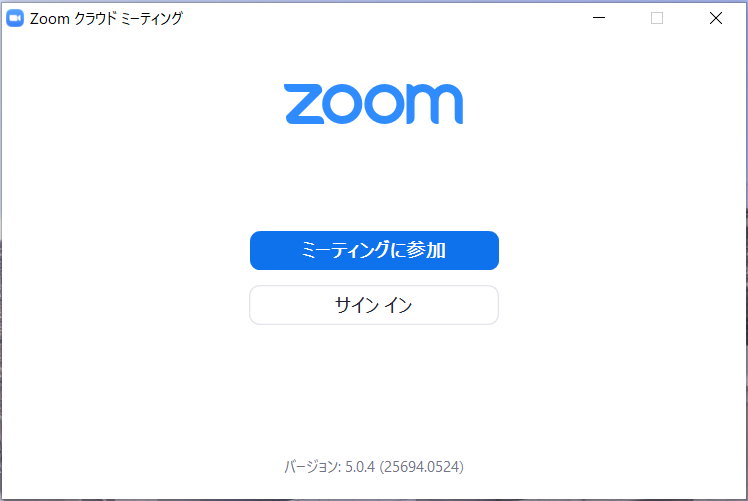 Zoom クラウド ミーティング
zoom
ミーティングに参加
サイン イン
バージョン: 5.0.4 (25694.0524)